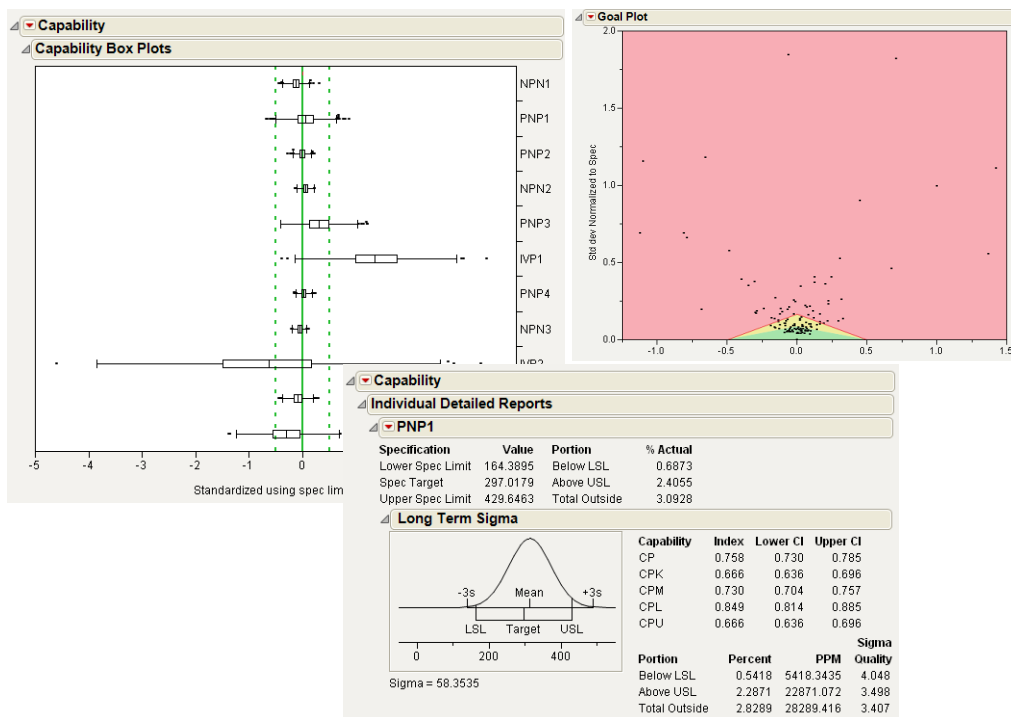 Capability
Capability Box Plots
NPN1
PNP1
PNP2
NPN2
PNP3
IVP1
PNP4
NPN3
-5 -4 -3 -2 -1 0
Standardized using spec lim
Goal Plot
Std dev Normalized to Spec
2.0
1.5
1.0
0.5
0.0
-1.0 -0.5 0.0 0.5 1.0 1.5
Capability
Individual Detailed Reports
PNP1
Specification Value Portion % Actual
Lower Spec Limit 164.3895 Below LSL 0.6873
Spec Target 297.0179 Above USL 2.4055
Upper Spec Limit 429.6463 Total Outside 3.0928
Long Term Sigma
-3s Mean +3s
LSL Target USL
0 200 400
Sigma = 58.3535
Capability Index Lower CI Upper CI
CP 0.758 0.730 0.785
CPK 0.666 0.636 0.696
CPM 0.730 0.704 0.757
CPL 0.849 0.814 0.885
CPU 0.666 0.636 0.696
Sigma
Portion Percent PPM Quality
Below LSL 0.5418 5418.3435 4.048
Above USL 2.2871 22871.072 3.498
Total Outside 2.8289 28289.416 3.407